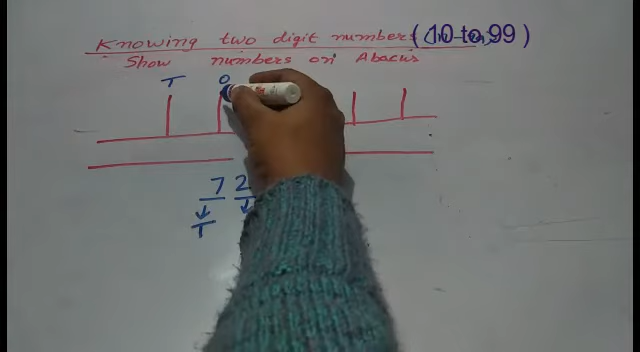 Knowing two digit numbers (10 to 99)
Show numbers on Abacus
T O
7 2
T